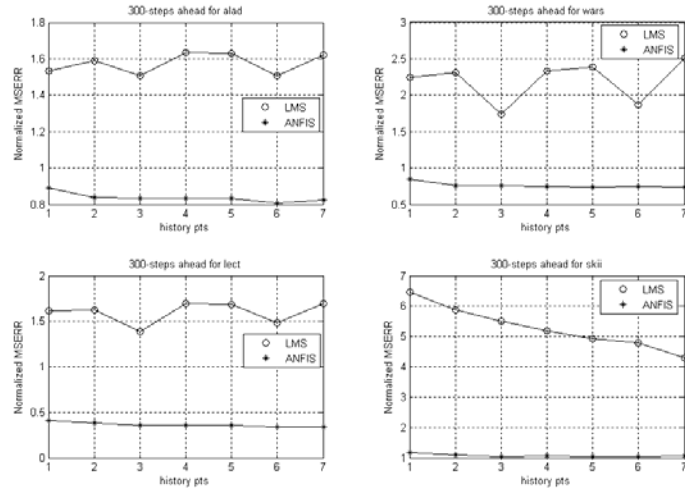 300-steps ahead for alad
Normalized MSERR
1.8
1.6
1.4
1.2
1
0.8
LMS
ANFIS
1 2 3 4 5 6 7
history pts
300-steps ahead for wars
Normalized MSERR
3
2.5
2
1.5
1
0.5
LMS
ANFIS
1 2 3 4 5 6 7
history pts
300-steps ahead for lect
Normalized MSERR
2
1.5
1
0.5
0
LMS
ANFIS
1 2 3 4 5 6 7
history pts
300-steps ahead for skii
Normalized MSERR
7
6
5
4
3
2
1
LMS
ANFIS
1 2 3 4 5 6 7
history pts